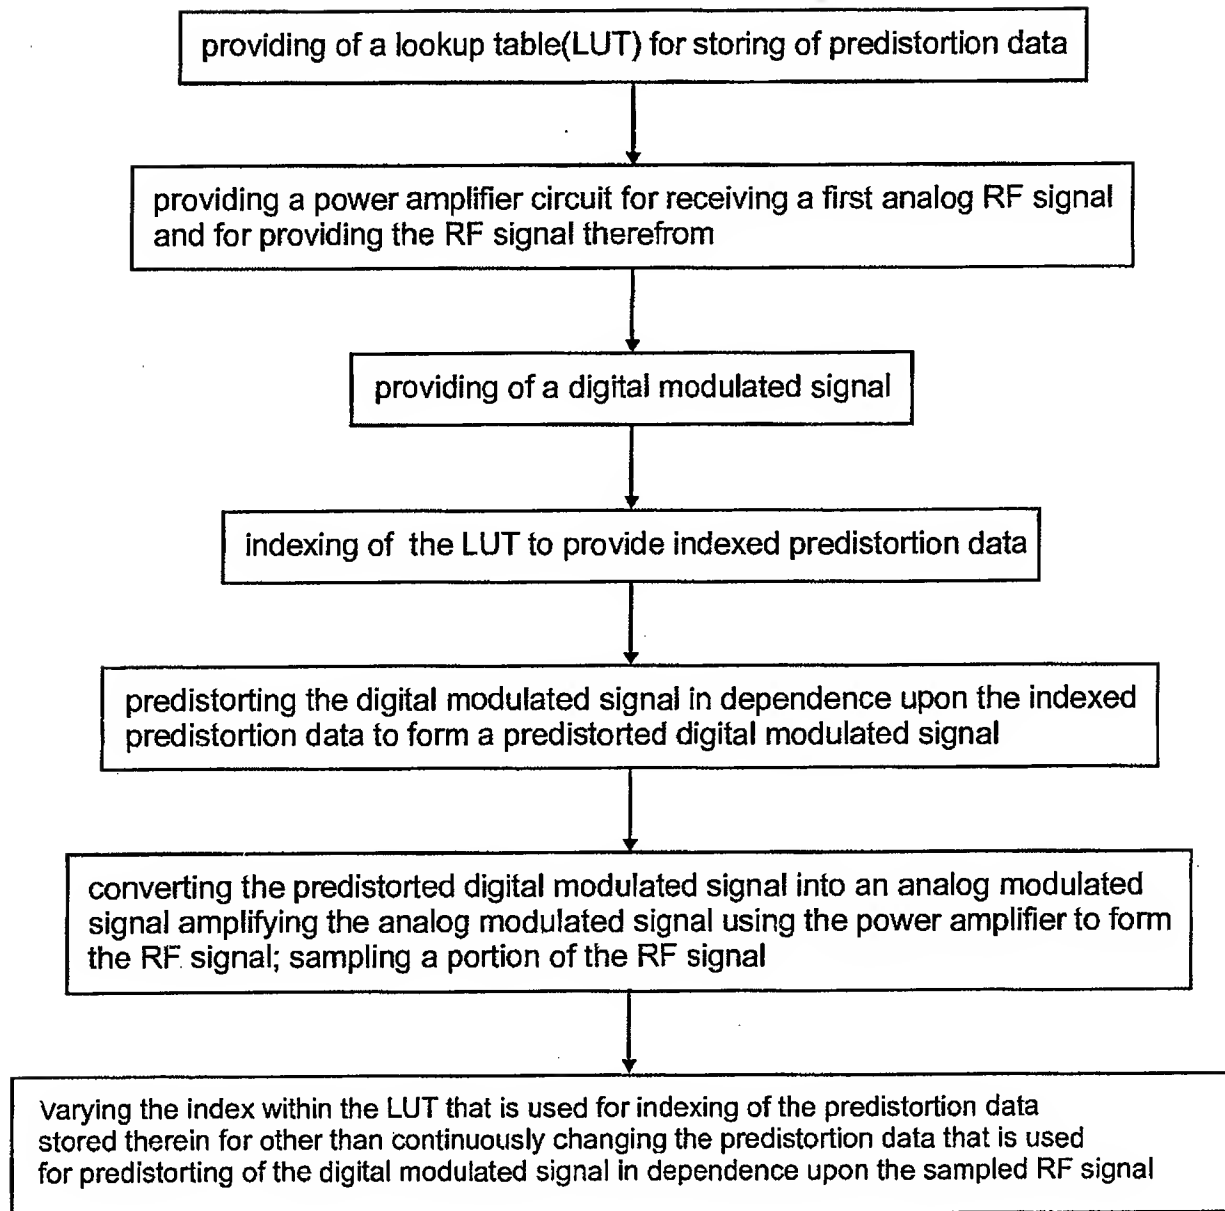 providing of a lookup table(LUT) for storing of predistortion data
providing a power amplifier circuit for receiving a first analog RF signal
and for providing the RF signal therefrom
providing of a digital modulated signal
indexing of the LUT to provide indexed predistortion data
predistorting the digital modulated signal in dependence upon the indexed
predistortion data to form a predistorted digital modulated signal
converting the predistorted digital modulated signal into an analog modulated
signal amplifying the analog modulated signal using the power amplifier to form
the RF signal; sampling a portion of the RF signal
Varying the index within the LUT that is used for indexing of the predistortion data
stored therein for other than continuously changing the predistortion data that is used
for predistorting of the digital modulated signal in dependence upon the sampled RF signal